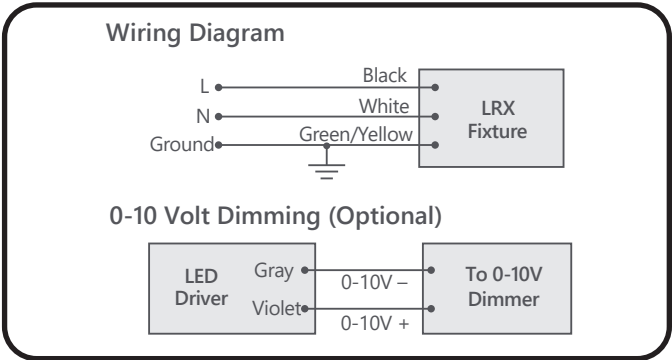 Wiring Diagram
L
Black
N
White
Ground
Green/Yellow
LRX
Fixture
0-10 Volt Dimming (Optional)
LED
Driver
Gray
Violet
0-10V –
0-10V +
To 0-10V
Dimmer